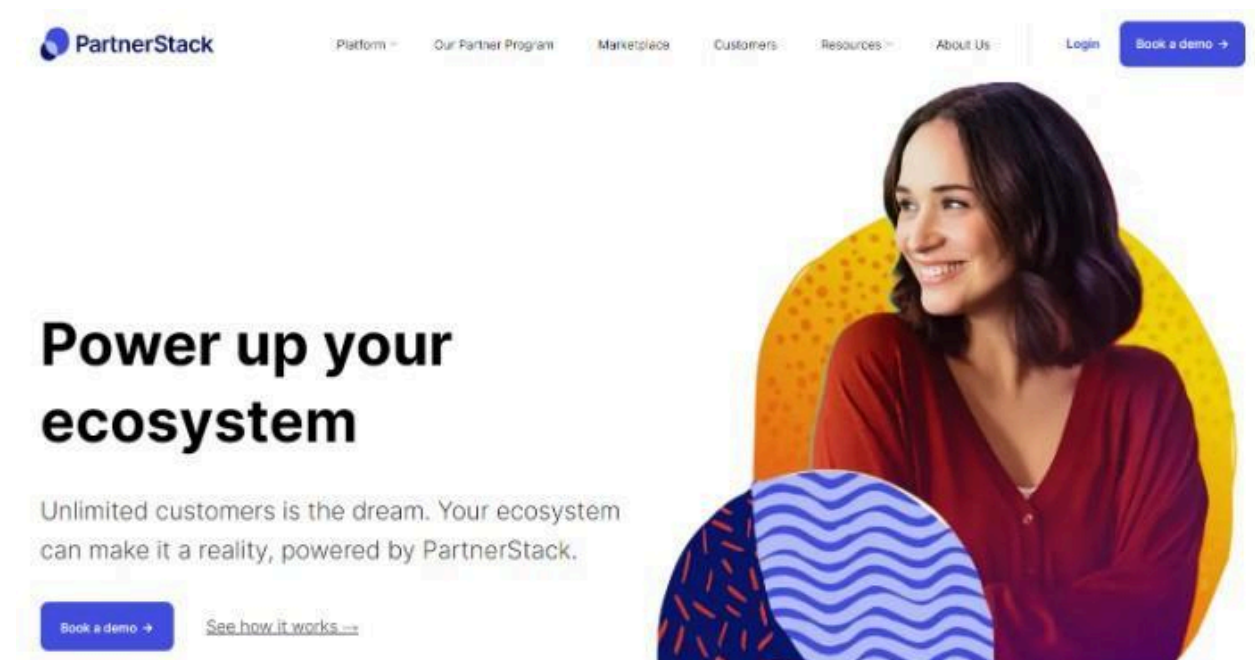 PartnerStack
Platform
Our Partner Program
Marketplace
Customers
Resources
About Us
Login
Book a demo →
Power up your
ecosystem
Unlimited customers is the dream. Your ecosystem
can make it a reality, powered by PartnerStack.
Book a demo →
See how it works →